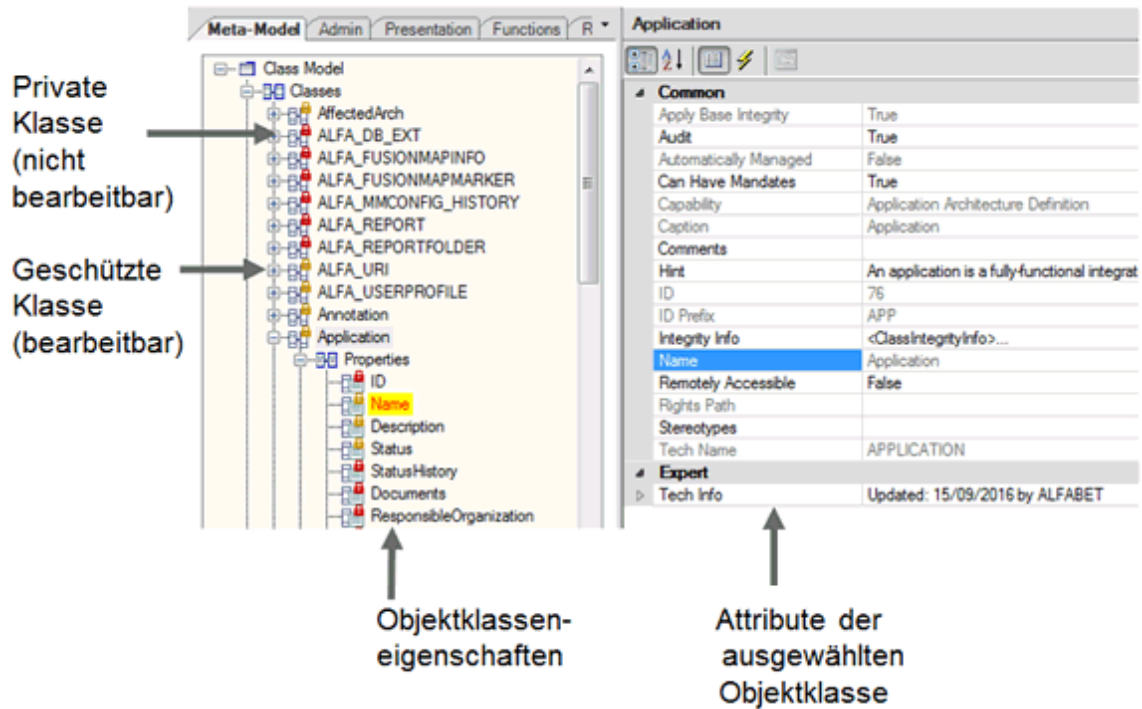 Meta-Model Admin Presentation Functions R
Class Model
Classes
AffectedArch
ALFA_DB_EXT
ALFA_FUSIONMAPINFO
ALFA_FUSIONMAPMARKER
ALFA_MMCONFIG_HISTORY
ALFA_REPORT
ALFA_REPORTFOLDER
ALFA_URI
ALFA_USERPROFILE
Annotation
Application
Properties
ID
Name
Description
Status
StatusHistory
Documents
ResponsibleOrganization
Private
Klasse
(nicht
bearbeitbar)
Geschützte
Klasse
(bearbeitbar)
Application
Common
Apply Base Integrity True
Audit True
Automatically Managed False
Can Have Mandates True
Capability Application Architecture Definition
Caption Application
Comments
Hint An application is a fully-functional integrat
ID 76
ID Prefix APP
Integrity Info <ClassIntegrityInfo>...
Name Application
Remotely Accessible False
Rights Path
Stereotypes
Tech Name APPLICATION
Expert
Tech Info Updated: 15/09/2016 by ALFABET
Objektklassen-
eigenschaften
Attribute der
ausgewählten
Objektklasse